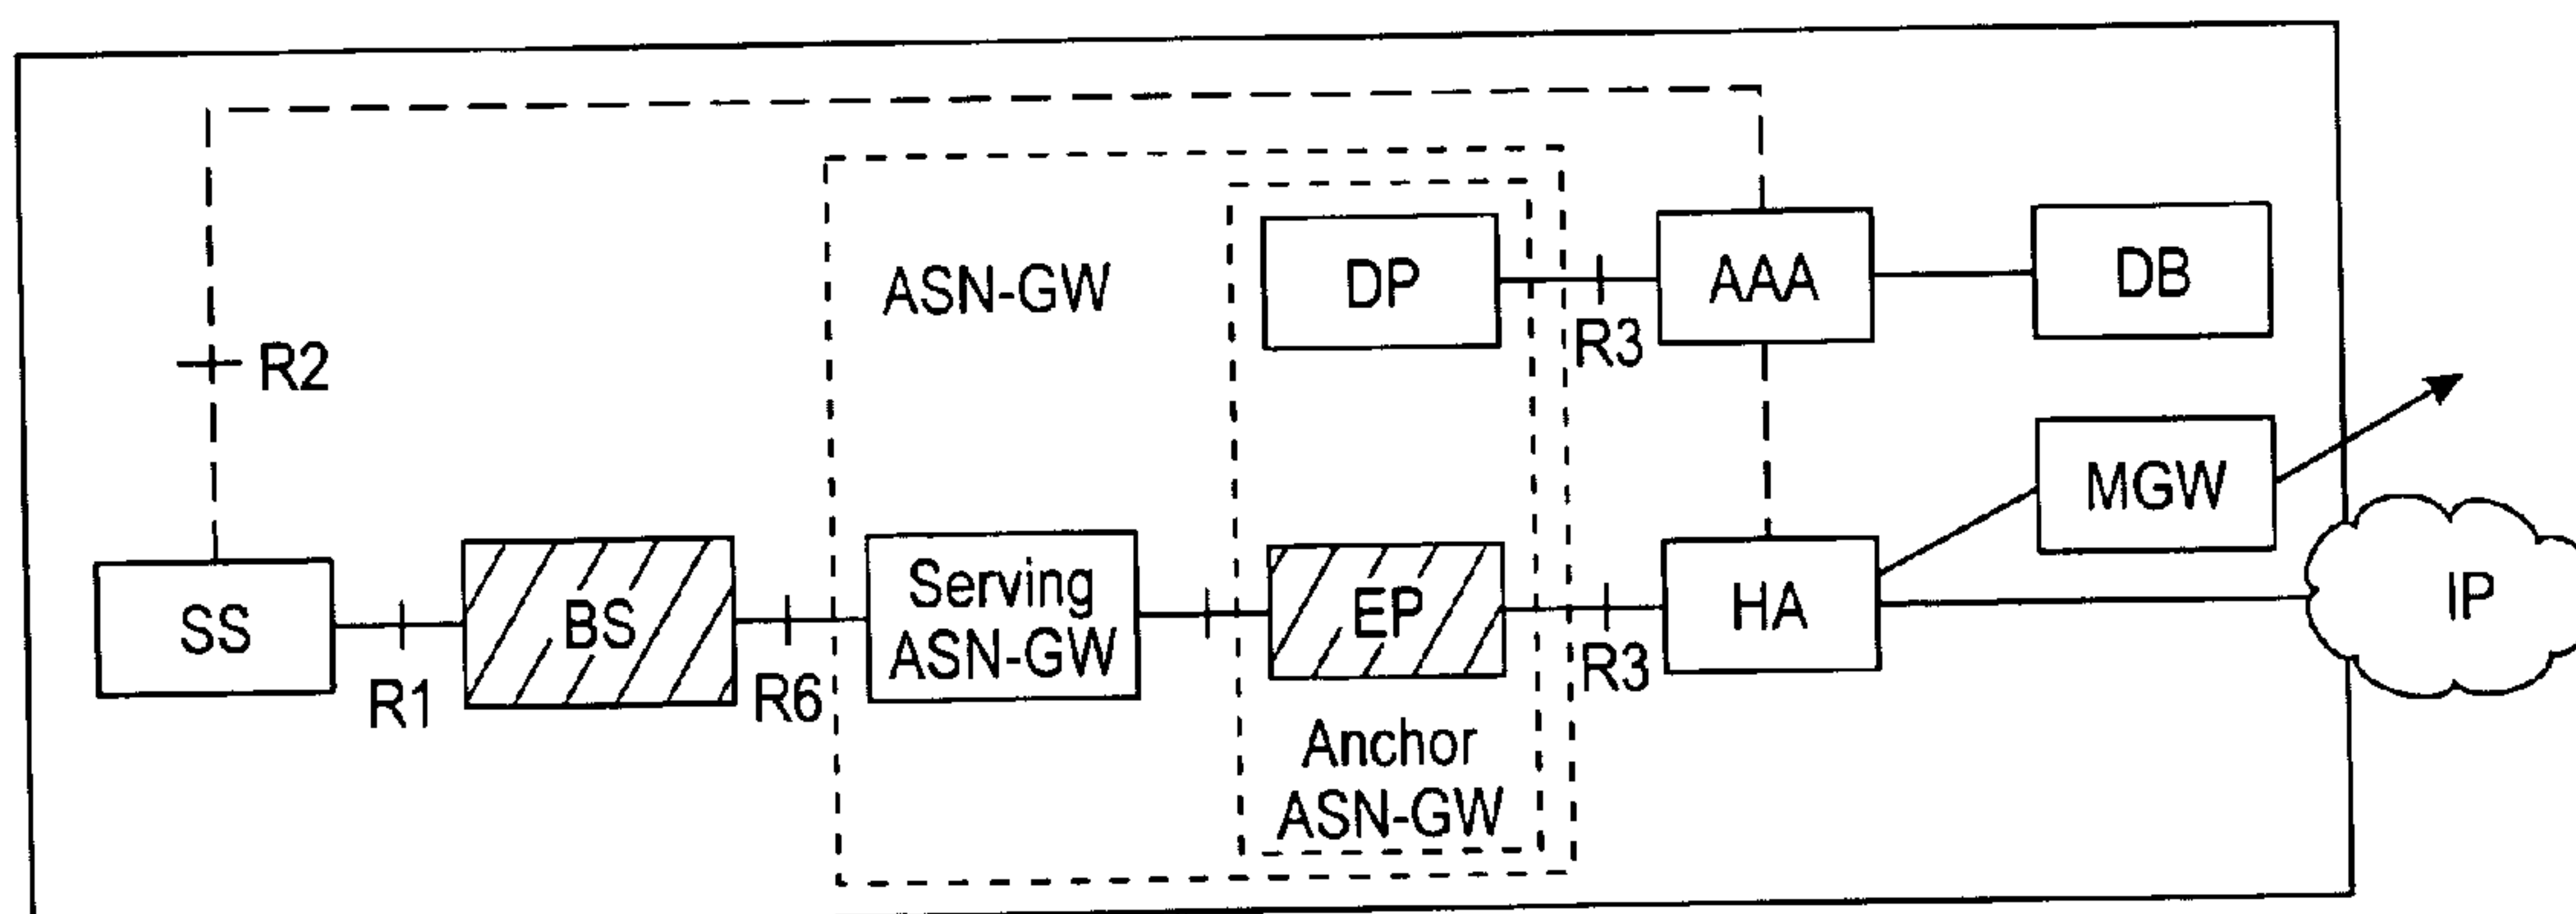 ASN-GW
DP
R3
AAA
DB
R2
MGW
SS
R1
BS
R6
Serving
ASN-GW
EP
R3
HA
IP
Anchor
ASN-GW